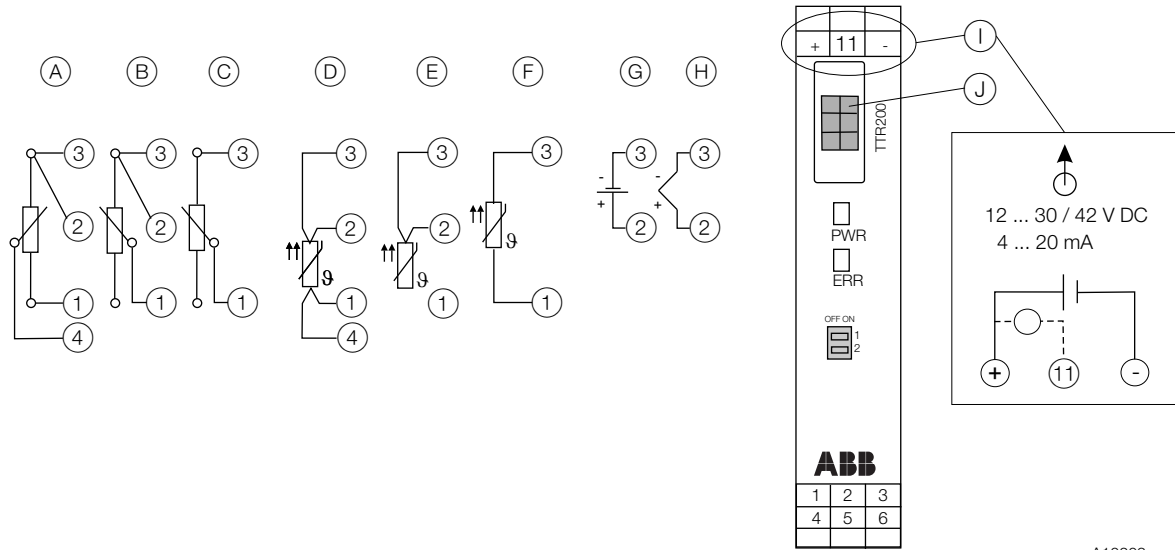 A B C D E F G H
3 3 3 3 3 3 3 3
2 2 2 2 2 2
1 1 1 1 1 1
4 4
ϑ ϑ ϑ
- +
- +
+ 11 -
TTR200
PWR
ERR
OFF ON
1
2
ABB
1 2 3
4 5 6
I
J
12 ... 30 / 42 V DC
4 ... 20 mA
+ 11 -